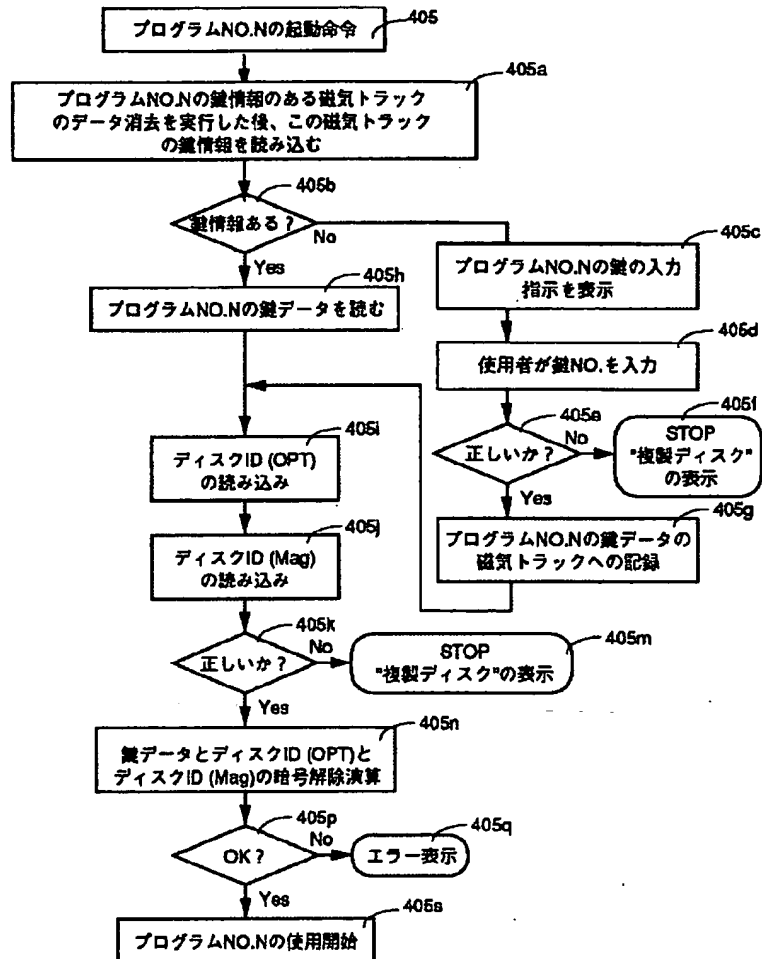 プログラムNO.Nの起動命令
405
405a
プログラムNO.Nの鍵情報のある磁気トラック
のデータ消去を実行した後、この磁気トラック
の鍵情報を読み込む
405b
鍵情報ある？
No
Yes
405c
プログラムNO.Nの鍵の入力
指示を表示
405h
プログラムNO.Nの鍵データを読む
405d
使用者が鍵NO.を入力
405e
正しいか？
No
Yes
405f
STOP
"複製ディスク"
の表示
405g
プログラムNO.Nの鍵データの
磁気トラックへの記録
405i
ディスクID (OPT)
の読み込み
405j
ディスクID (Mag)
の読み込み
405k
正しいか？
No
Yes
405m
STOP
"複製ディスク"の表示
405n
鍵データとディスクID (OPT)と
ディスクID (Mag)の暗号解除演算
405p
OK？
No
Yes
405q
エラー表示
405s
プログラムNO.Nの使用開始